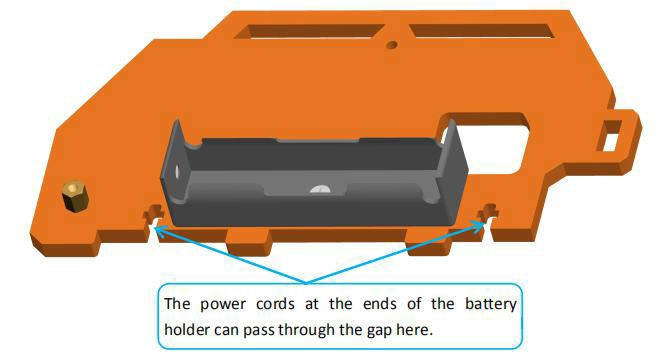 The power cords at the ends of the battery
holder can pass through the gap here.